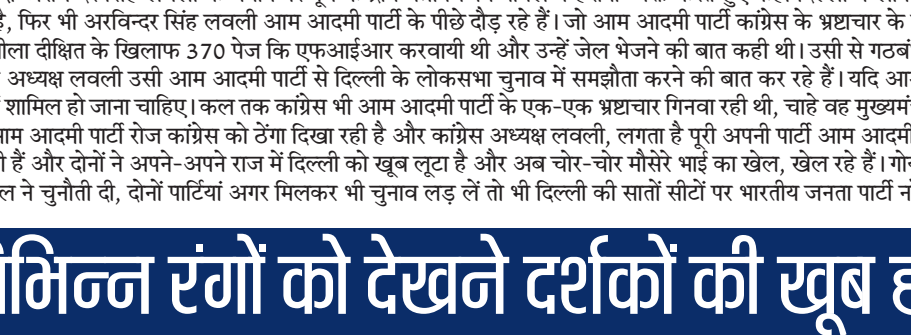 है, फिर भी अरविन्दर सिंह लवली आम आदमी पार्टी के पीछे दौड़ रहे हैं। जो आम आदमी पार्टी कांग्रेस के भ्रष्टाचार के
दीक्षित के खिलाफ 370 पेज कि एफआईआर करवायी थी और उन्हें जेल भेजने की बात कही थी। उसी से
अध्यक्ष लवली उसी आम आदमी पार्टी से दिल्ली के लोकसभा चुनाव में समझौता करने की बात कर रहे हैं। यदि
शामिल हो जाना चाहिए। कल तक कांग्रेस भी आम आदमी पार्टी के एक-एक भ्रष्टाचार गिनवा रही थी, चाहे वह
आदमी पार्टी रोज कांग्रेस को ठेंगा दिखा रही है और कांग्रेस अध्यक्ष लवली, लगता है पूरी अपनी पार्टी आम आदमी
हैं और दोनों ने अपने-अपने राज में दिल्ली को खूब लूटा है और अब चोर-चोर मौसेरे भाई का खेल, खेल रहे हैं।
ने चुनौती दी, दोनों पार्टियां अगर मिलकर भी चुनाव लड़ लें तो भी दिल्ली की सातों सीटों पर भारतीय जनता पार्टी
रंगों को देखने दर्शकों की खूब